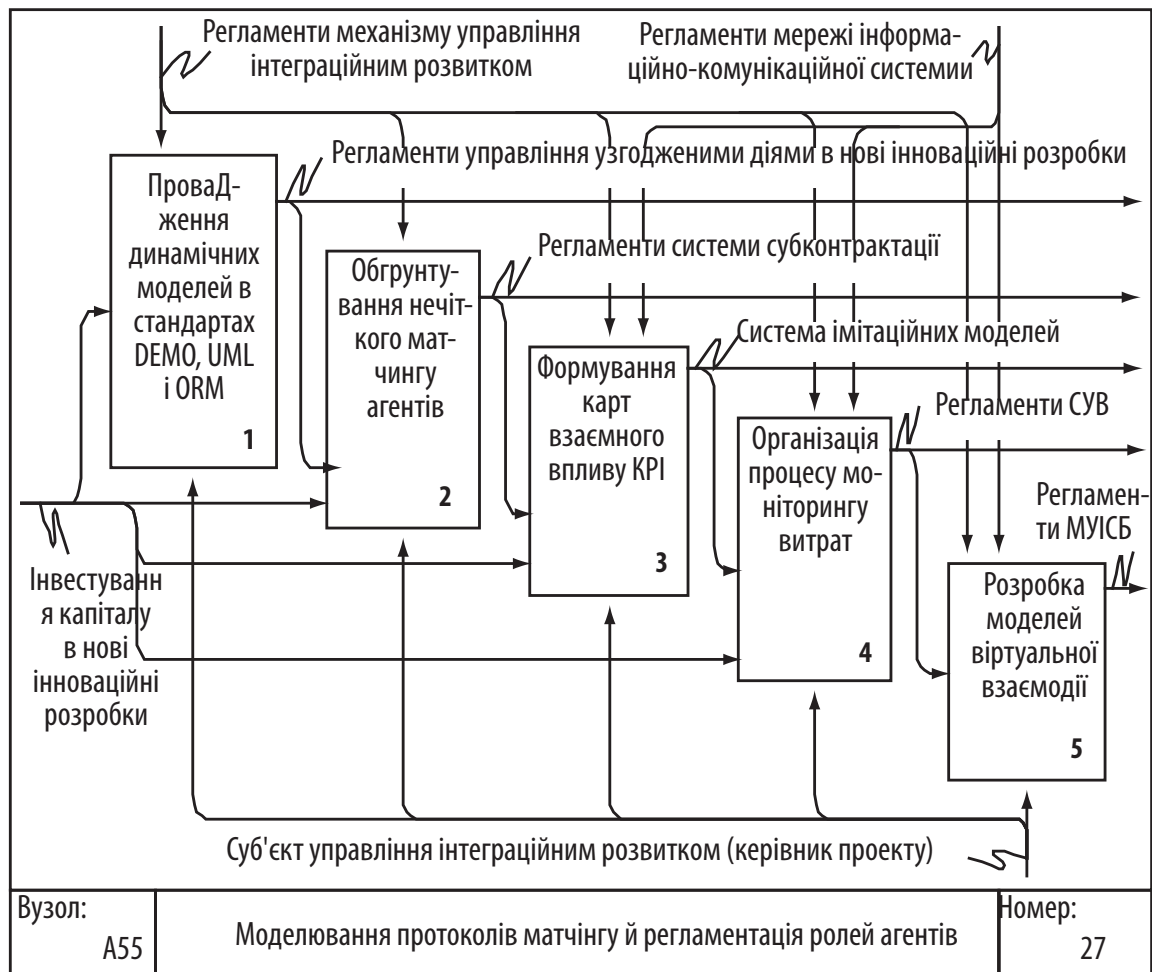 Регламенти механізму управління
інтеграційним розвитком
Регламенти мережі інформа-
ційно-комунікаційної системии
Регламенти управління узгодженими діями в нові інноваційні розробки
ПроваД-
ження
динамічних
моделей в
стандартах
DEMO, UML
і ORM
1
Регламенти системи субконтрактації
Обгрунту-
вання нечіт-
кого мат-
чингу
агентів
2
Система імітаційних моделей
Формування
карт
взаємного
впливу KPI
3
Регламенти СУВ
Організація
процесу мо-
ніторингу
витрат
4
Регламен-
ти МУІСБ
Розробка
моделей
віртуальної
взаємодії
5
Інвестуванн
я капіталу
в нові
інноваційні
розробки
Суб'єкт управління інтеграційним розвитком (керівник проекту)
Вузол:
A55
Моделювання протоколів матчінгу й регламентація ролей агентів
Номер:
27